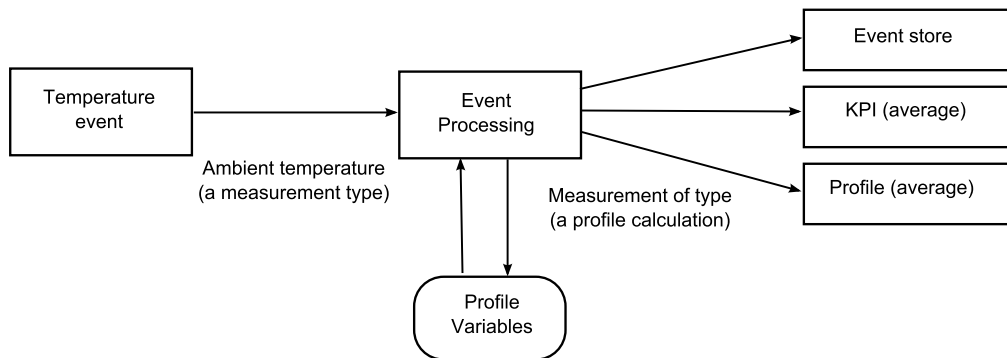 Temperature
event
Ambient temperature
(a measurement type)
Event
Processing
Profile
Variables
Measurement of type
(a profile calculation)
Event store
KPI (average)
Profile (average)